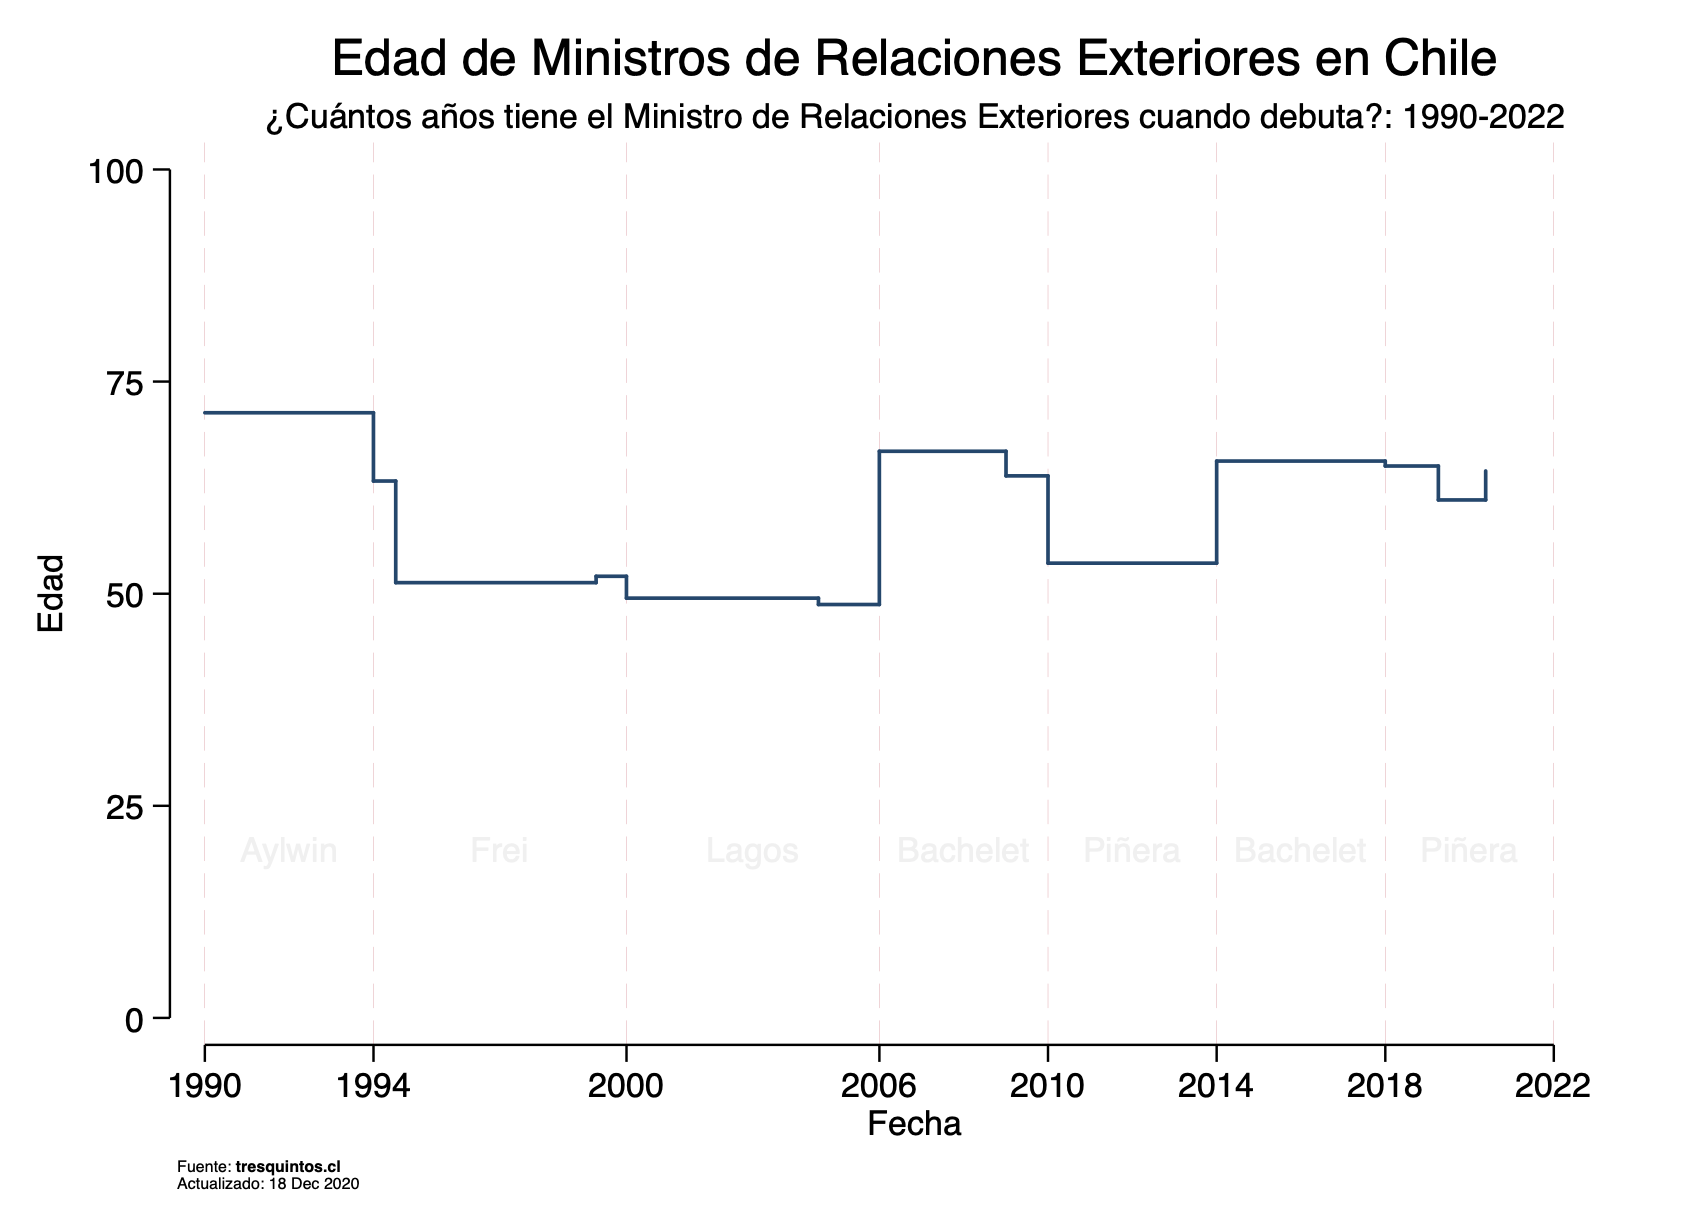 Edad de Ministros de Relaciones Exteriores en Chile
¿Cuántos años tiene el Ministro de Relaciones Exteriores cuando debuta?: 1990-2022
100
75
50
25
0
Edad
Aylwin Frei Lagos Bachelet Piñera Bachelet Piñera
1990 1994 2000 2006 2010 2014 2018 2022
Fecha
Fuente: tresquintos.cl
Actualizado: 18 Dec 2020